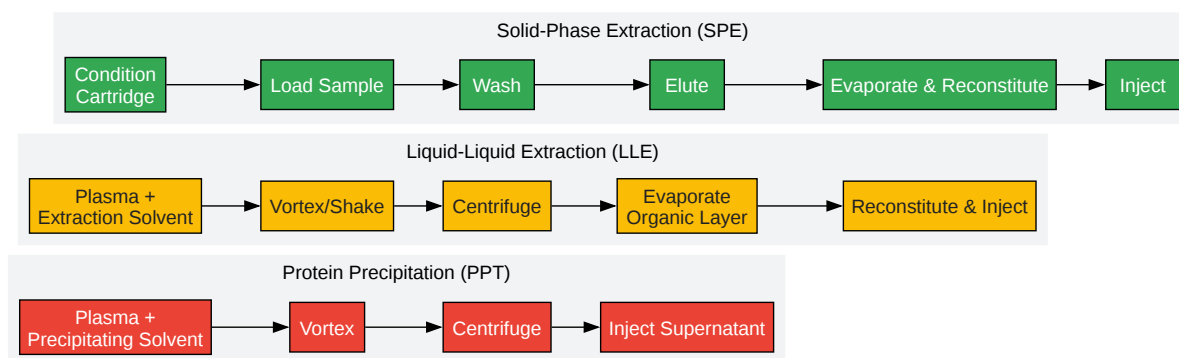 Solid-Phase Extraction (SPE)
Condition
Cartridge
Load Sample
Wash
Elute
Evaporate & Reconstitute
Inject
Liquid-Liquid Extraction (LLE)
Plasma +
Extraction Solvent
Vortex/Shake
Centrifuge
Evaporate
Organic Layer
Reconstitute & Inject
Protein Precipitation (PPT)
Plasma +
Precipitating Solvent
Vortex
Centrifuge
Inject Supernatant